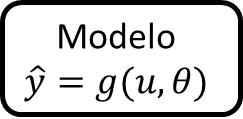 Modelo
ŷ = g(u, θ)